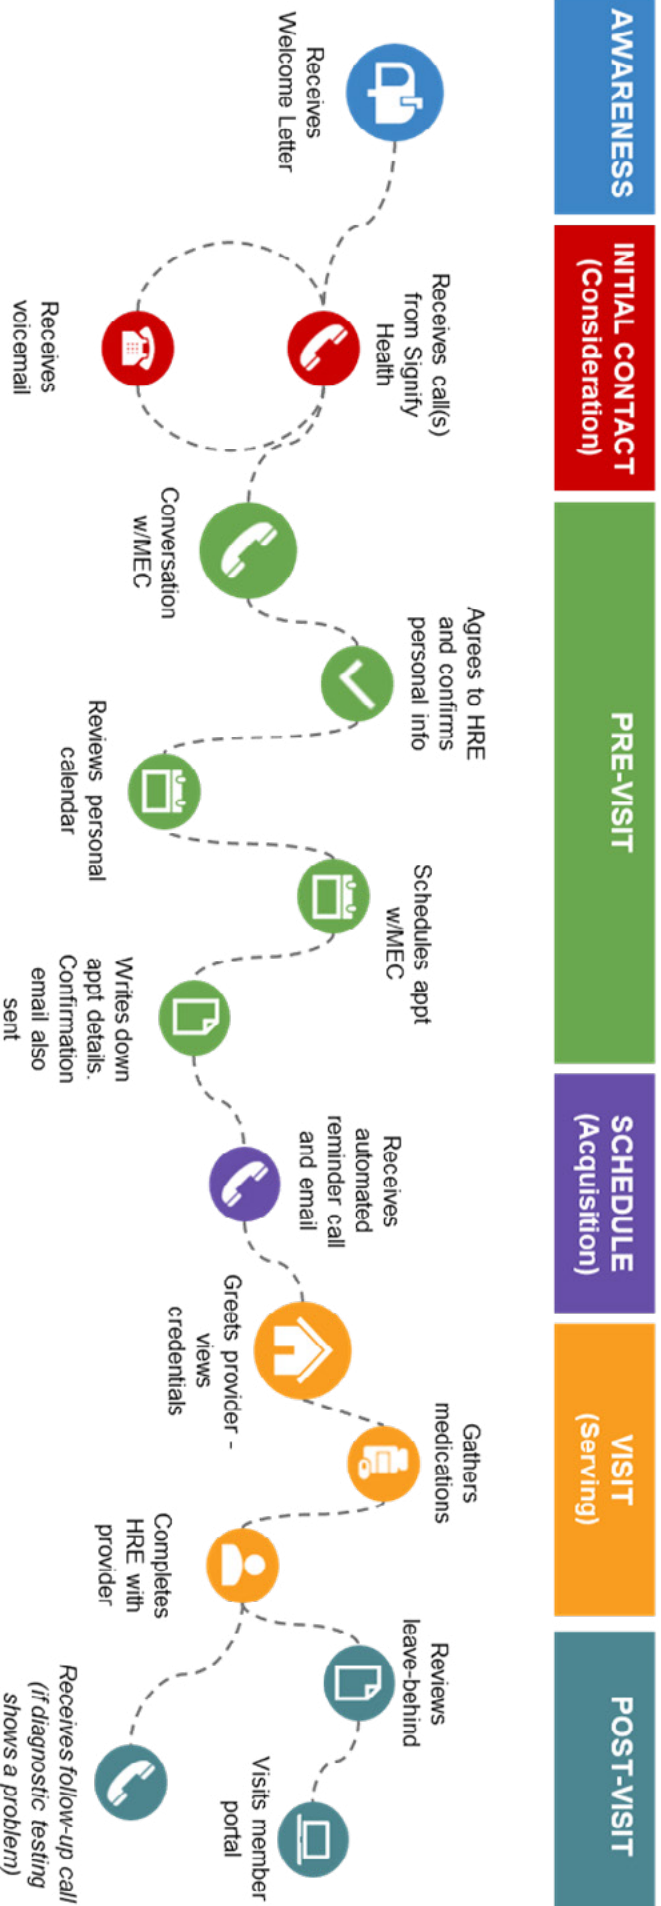 AWARENESS
INITIAL CONTACT
(Consideration)
PRE-VISIT
SCHEDULE
(Acquisition)
VISIT
(Serving)
POST-VISIT
Receives
Welcome Letter
Receives call(s)
from Signify
Health
Receives
voicemail
Conversation
w/MEC
Agrees to HRE
and confirms
personal info
Reviews personal
calendar
Schedules appt
w/MEC
Writes down
appt details.
Confirmation
email also
sent
Receives
automated
reminder call
and email
Greets provider -
views
credentials
Gathers
medications
Completes
HRE with
provider
Reviews
leave-behind
Visits member
portal
Receives follow-up call
(if diagnostic testing
shows a problem)